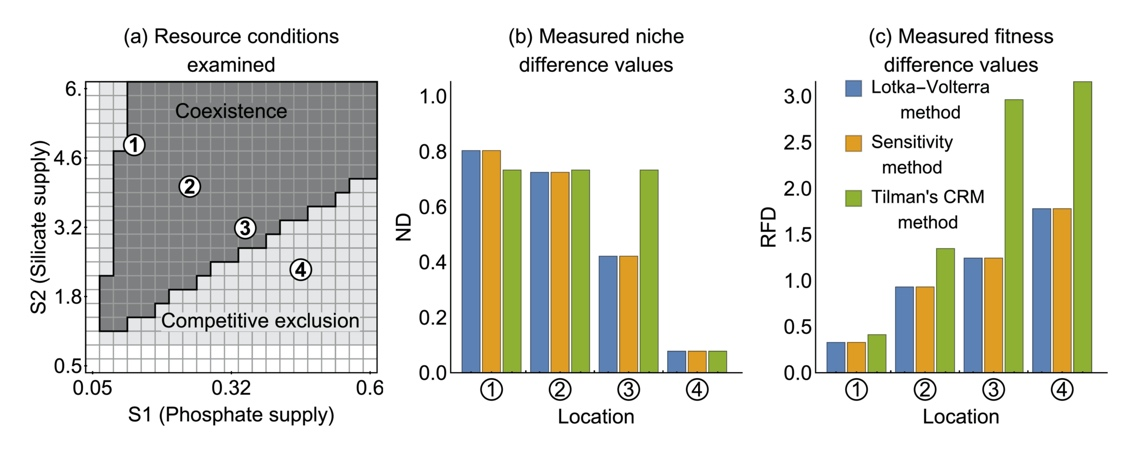 (a) Resource conditions
examined
6.
4.6
3.2
1.8
0.5
S2 (Silicate supply)
Coexistence
1
2
3
4
Competitive exclusion
0.05
0.32
0.6
S1 (Phosphate supply)
(b) Measured niche
difference values
1.0
0.8
0.6
0.4
0.2
0.0
ND
1
2
3
4
Location
(c) Measured fitness
difference values
3.0
2.5
2.0
1.5
1.0
0.5
0.0
RFD
Lotka−Volterra
method
Sensitivity
method
Tilman's CRM
method
1
2
3
4
Location